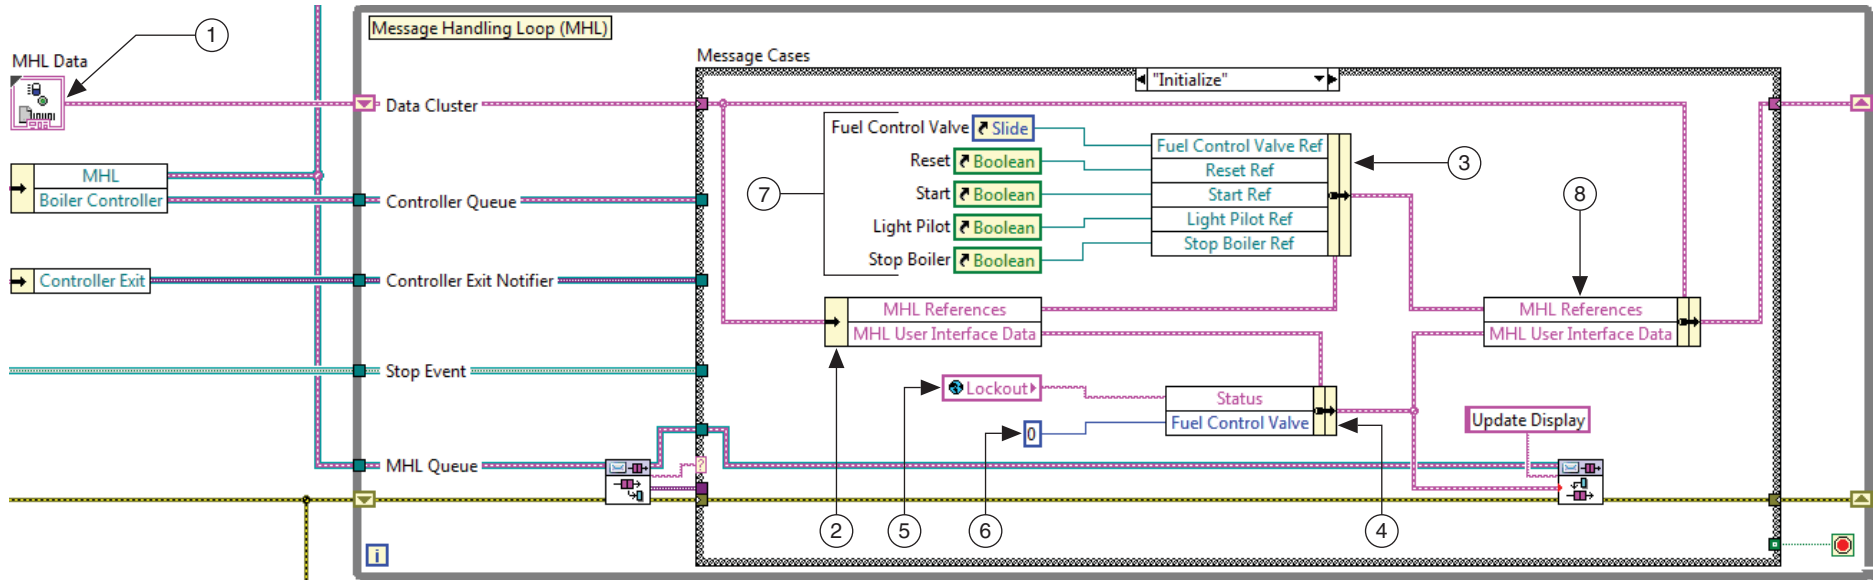 Message Handling Loop (MHL)
1
MHL Data
Message Cases
"Initialize"
Data Cluster
Fuel Control Valve
Slide
Reset
Boolean
Start
Boolean
Light Pilot
Boolean
Stop Boiler
Boolean
7
Fuel Control Valve Ref
Reset Ref
Start Ref
Light Pilot Ref
Stop Boiler Ref
3
8
MHL
Boiler Controller
Controller Queue
Controller Exit
Controller Exit Notifier
MHL References
MHL User Interface Data
MHL References
MHL User Interface Data
Stop Event
5
Lockout
Status
Fuel Control Valve
6
0
Update Display
MHL Queue
?
2
5
6
4
i